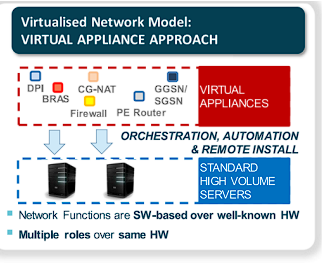 Virtualised Network Model:
VIRTUAL APPLIANCE APPROACH
DPI
BRAS
CG-NAT
Firewall
PE Router
GGSN/
SGSN
VIRTUAL
APPLIANCES
ORCHESTRATION, AUTOMATION
& REMOTE INSTALL
STANDARD
HIGH VOLUME
SERVERS
Network Functions are SW-based over well-known HW
Multiple roles over same HW